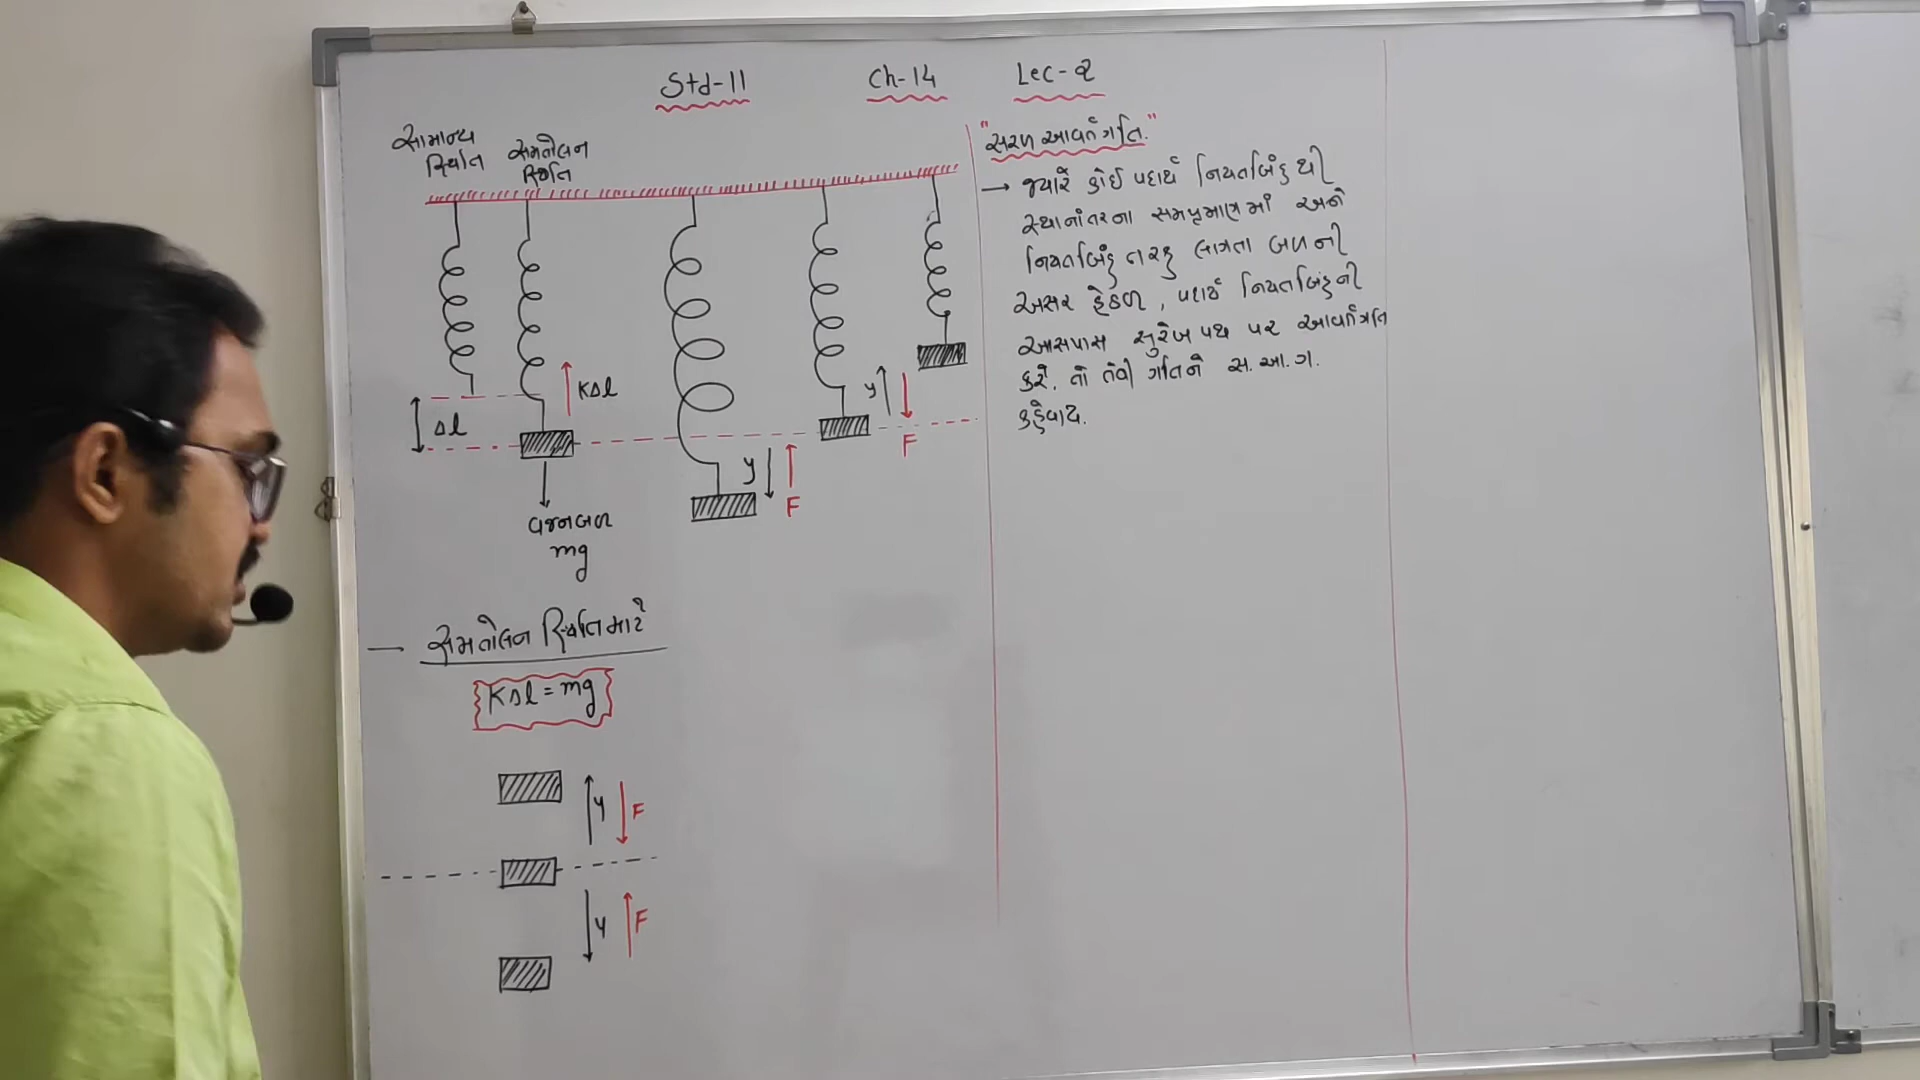 Std-11 Ch-14 Lec-2
સામાન્ય
સ્થિતિ
સમતોલન
સ્થિતિ
Δl
KΔl
વજનબળ
mg
y
F
y
F
"સરળ આવર્તગતિ."
→ જ્યારે કોઈ પદાર્થ નિયતબિંદુથી
સ્થાનાંતરના સમપ્રમાણમાં અને
નિયતબિંદુ તરફ લાગતા બળની
અસર હેઠળ, પદાર્થ નિયતબિંદુની
આસપાસ સુરેખ પથ પર આવર્તગતિ
કરે. તો તેવી ગતિને સ.આ.ગ.
કહેવાય.
— સમતોલન સ્થિતિ માટે
KΔl = mg
y F
y F